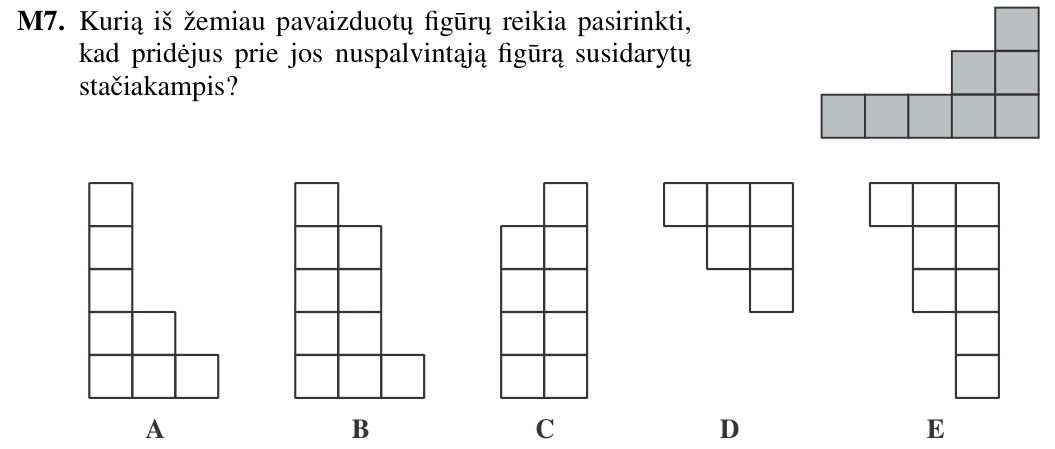 M7. Kurią iš žemiau pavaizduotų figūrų reikia pasirinkti,
kad pridėjus prie jos nuspalvintąją figūrą susidarytų
stačiakampis?
A B C D E